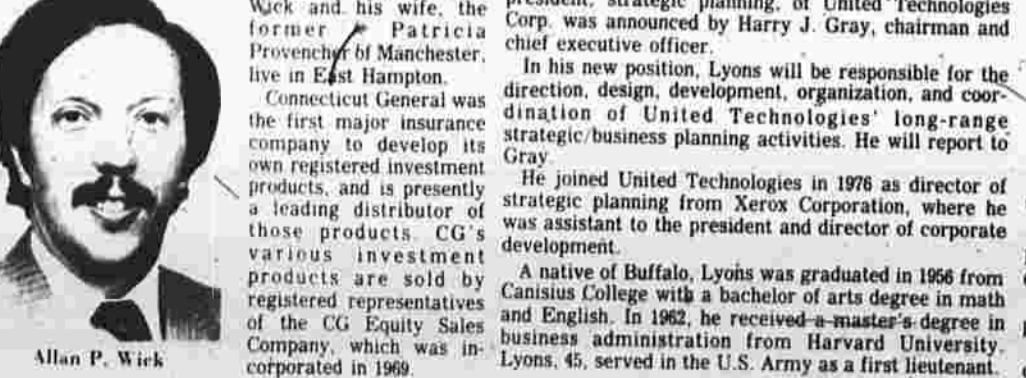 Wick and his wife, the
former Patricia
Provencher of Manchester,
live in East Hampton.
Connecticut General was
the first major insurance
company to develop its
own registered investment
products, and is presently
a leading distributor of
those products. CG's
various investment
products are sold by
registered representatives
of the CG Equity Sales
Company, which was in-
corporated in 1969.
Allan P. Wick
president, strategic planning, of United Technologies
Corp. was announced by Harry J. Gray, chairman and
chief executive officer.
In his new position, Lyons will be responsible for the
direction, design, development, organization, and coor-
dination of United Technologies' long-range
strategic/business planning activities. He will report to
Gray.
He joined United Technologies in 1976 as director of
strategic planning from Xerox Corporation, where he
was assistant to the president and director of corporate
development.
A native of Buffalo, Lyons was graduated in 1956 from
Canisius College with a bachelor of arts degree in math
and English. In 1962, he received a master's degree in
business administration from Harvard University.
Lyons, 45, served in the U.S. Army as a first lieutenant.